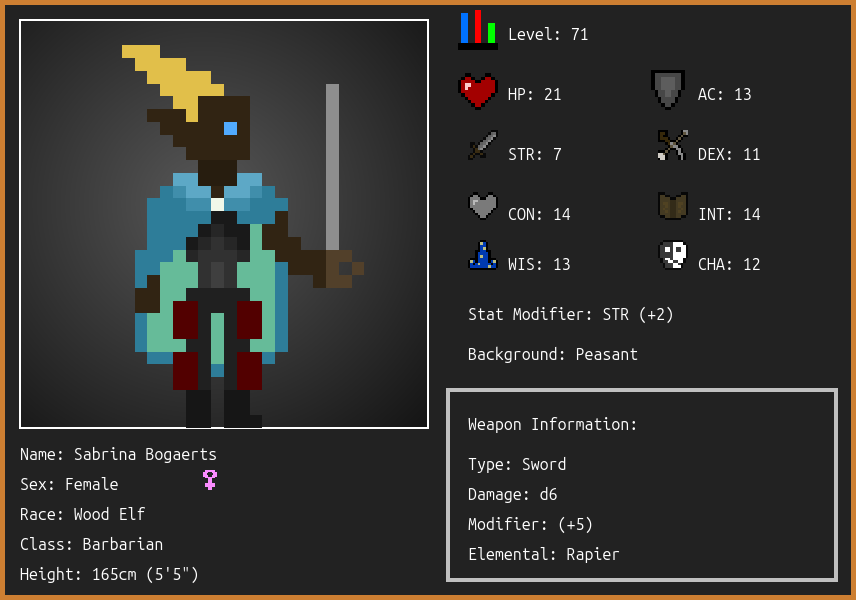 Level: 71
HP: 21
AC: 13
STR: 7
DEX: 11
CON: 14
INT: 14
WIS: 13
CHA: 12
Stat Modifier: STR (+2)
Background: Peasant
Weapon Information:
Type: Sword
Damage: d6
Modifier: (+5)
Elemental: Rapier
Name: Sabrina Bogaerts
Sex: Female
Race: Wood Elf
Class: Barbarian
Height: 165cm (5'5")